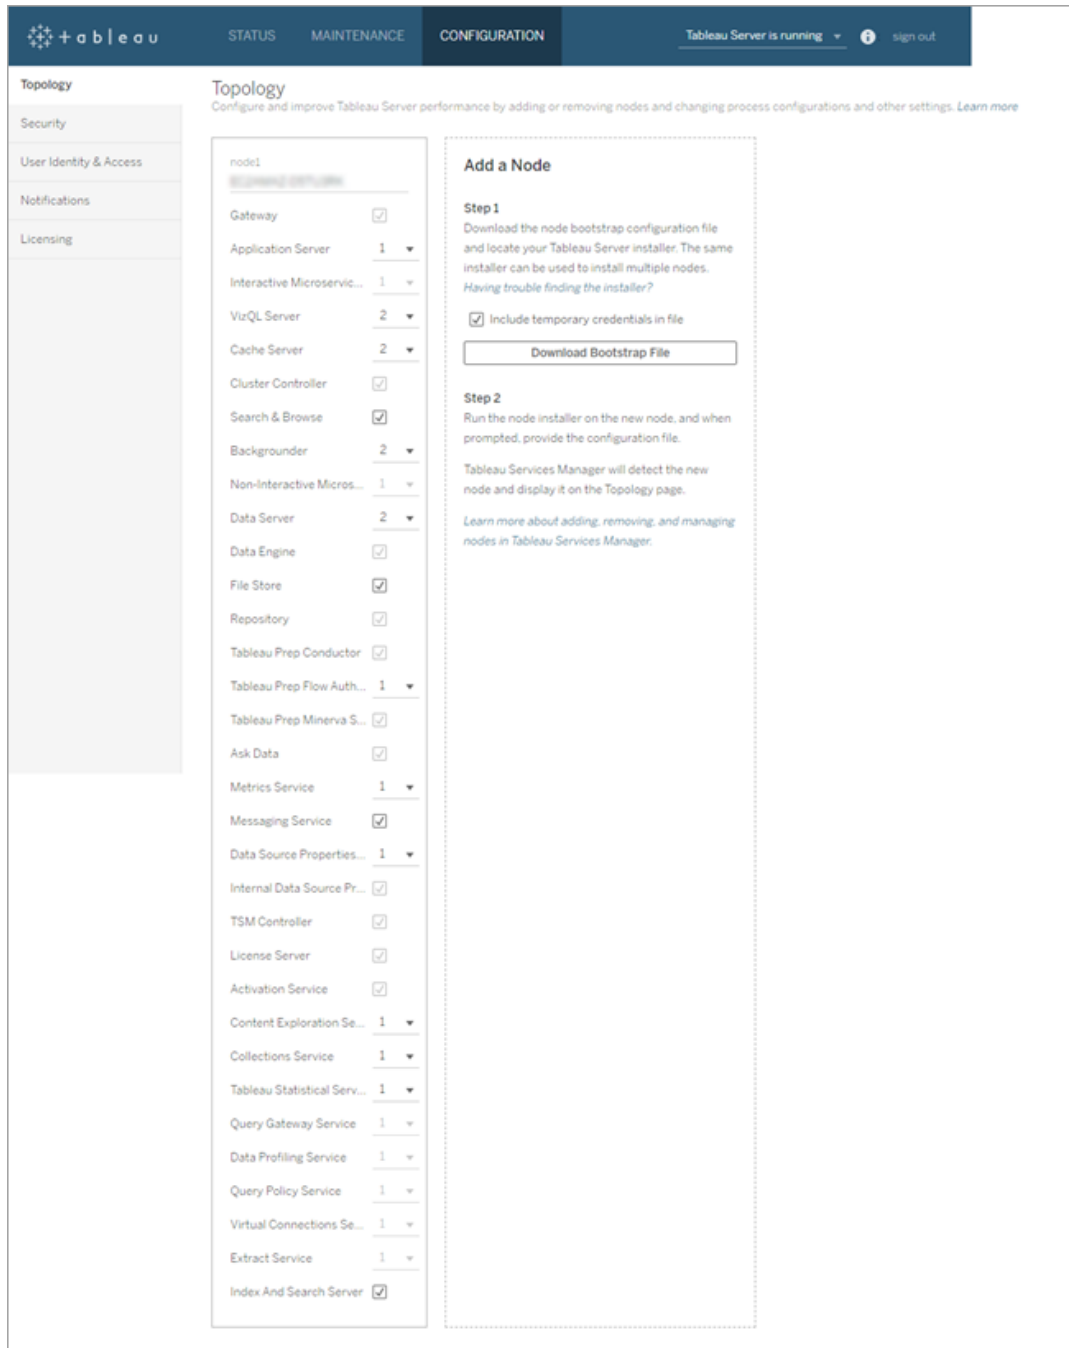 +ableau
STATUS MAINTENANCE CONFIGURATION Tableau Server is running sign out
Topology
Security
User Identity & Access
Notifications
Licensing
Topology
Configure and improve Tableau Server performance by adding or removing nodes and changing process configurations and other settings. Learn more
node1
Gateway
Application Server 1
Interactive Microservic... 1
VizQL Server 2
Cache Server 2
Cluster Controller
Search & Browse
Backgrounder 2
Non-Interactive Micros... 1
Data Server 2
Data Engine
File Store
Repository
Tableau Prep Conductor
Tableau Prep Flow Auth... 1
Tableau Prep Minerva S...
Ask Data
Metrics Service 1
Messaging Service
Data Source Properties... 1
Internal Data Source Pr...
TSM Controller
License Server
Activation Service
Content Exploration Se... 1
Collections Service 1
Tableau Statistical Serv... 1
Query Gateway Service 1
Data Profiling Service 1
Query Policy Service 1
Virtual Connections Se... 1
Extract Service 1
Index And Search Server
Add a Node
Step 1
Download the node bootstrap configuration file
and locate your Tableau Server installer. The same
installer can be used to install multiple nodes.
Having trouble finding the installer?
Include temporary credentials in file
Download Bootstrap File
Step 2
Run the node installer on the new node, and when
prompted, provide the configuration file.
Tableau Services Manager will detect the new
node and display it on the Topology page.
Learn more about adding, removing, and managing
nodes in Tableau Services Manager.